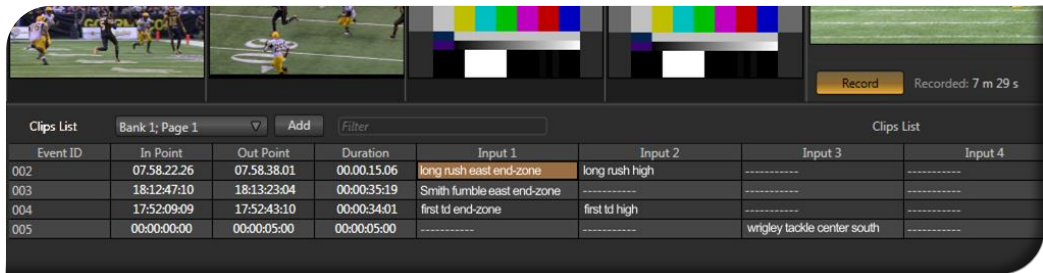 Record Recorded: 7 m 29 s
Clips List Bank 1; Page 1 Add Filter Clips List
Event ID In Point Out Point Duration Input 1 Input 2 Input 3 Input 4
002 07.58.22.26 07.58.38.01 00.00.15.06 long rush east end-zone long rush high ----------- -----------
003 18:12:47:10 18:13:23:04 00:00:35:19 Smith fumble east end-zone ----------- ----------- -----------
004 17:52:09:09 17:52:43:10 00:00:34:01 first td end-zone first td high ----------- -----------
005 00:00:00:00 00:00:05:00 00:00:05:00 ----------- ----------- wrigley tackle center south -----------